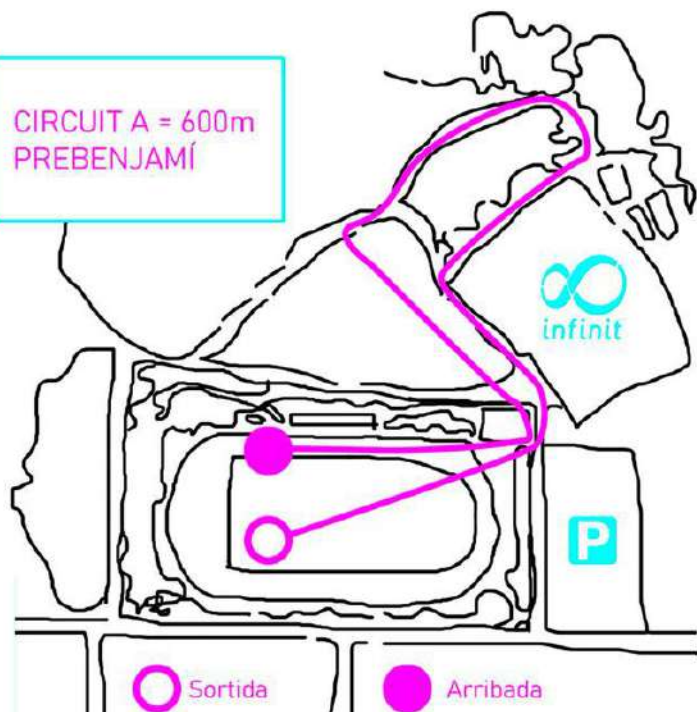 CIRCUIT A = 600m
PREBENJAMÍ
infinit
P
Sortida
Arribada